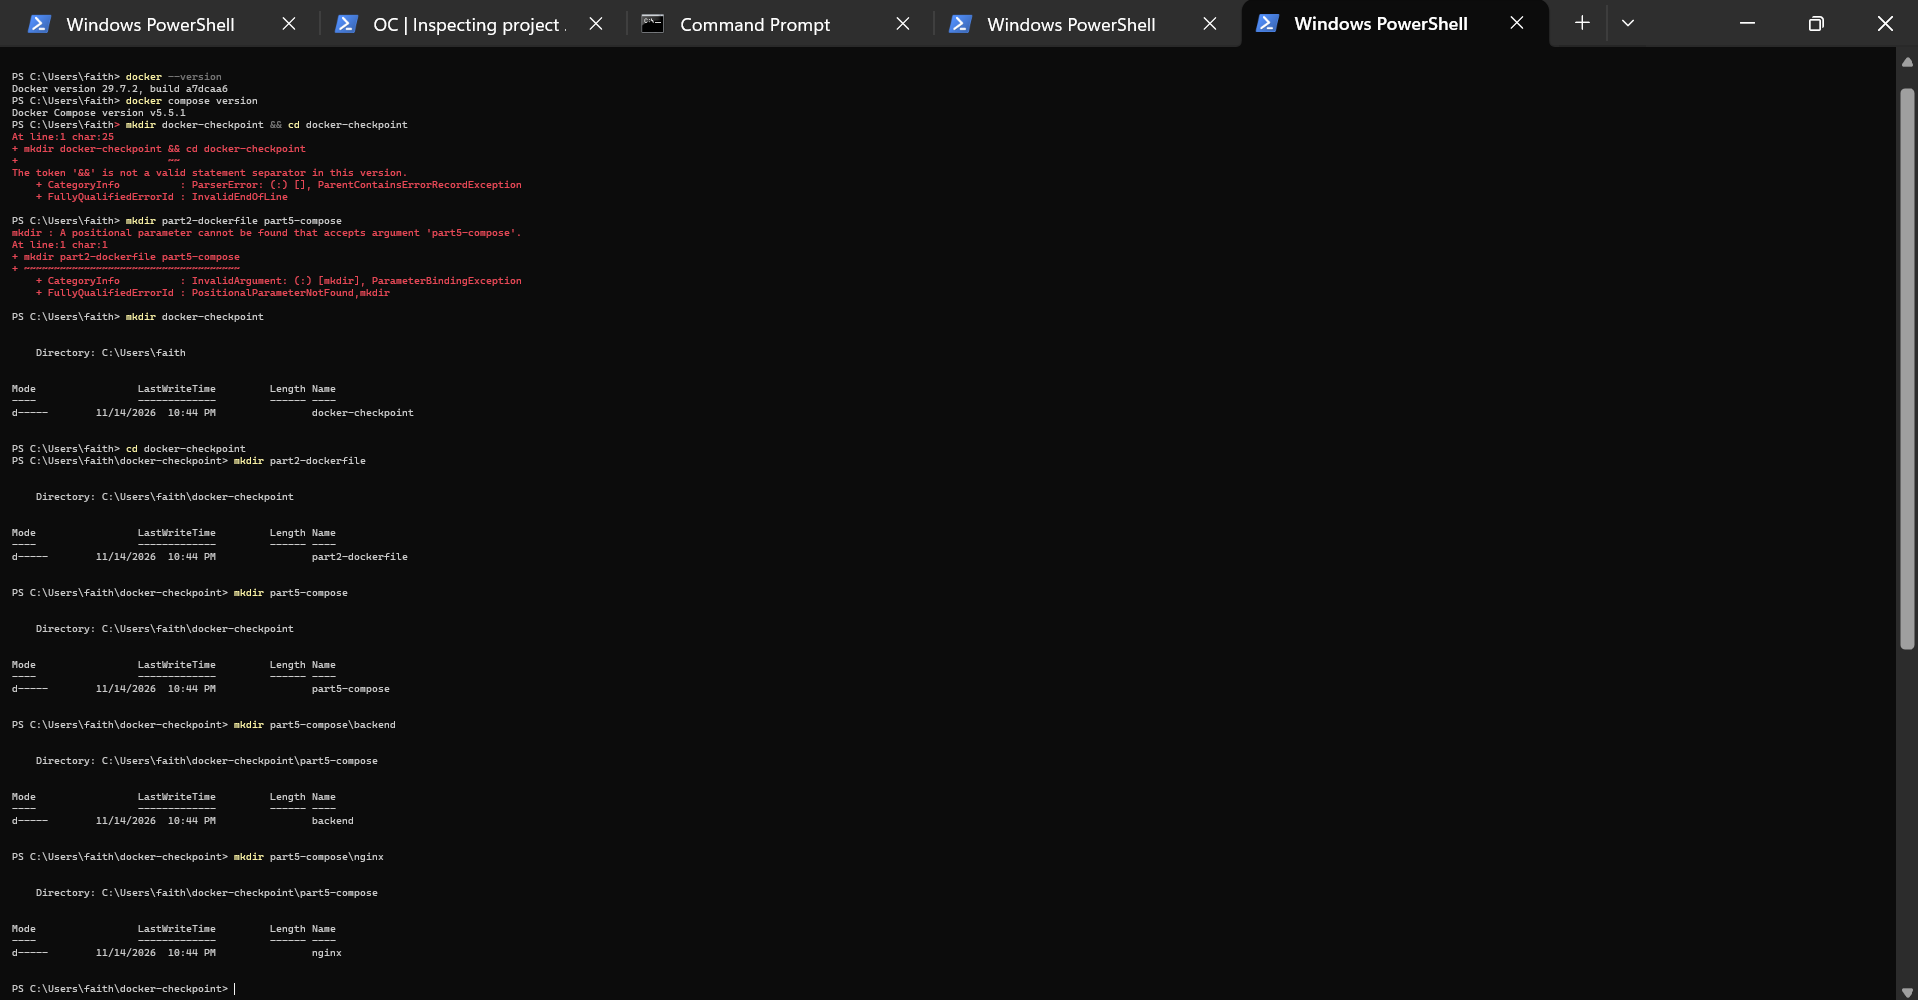 Windows PowerShell
OC | Inspecting project .
Command Prompt
Windows PowerShell
Windows PowerShell
PS C:\Users\faith> docker --version
Docker version 29.7.2, build a7dcaa6
PS C:\Users\faith> docker compose version
Docker Compose version v5.5.1
PS C:\Users\faith> mkdir docker-checkpoint && cd docker-checkpoint
At line:1 char:25
+ mkdir docker-checkpoint && cd docker-checkpoint
+                         ~~
The token '&&' is not a valid statement separator in this version.
    + CategoryInfo          : ParserError: (:) [], ParentContainsErrorRecordException
    + FullyQualifiedErrorId : InvalidEndOfLine
PS C:\Users\faith> mkdir part2-dockerfile part5-compose
mkdir : A positional parameter cannot be found that accepts argument 'part5-compose'.
At line:1 char:1
+ mkdir part2-dockerfile part5-compose
+ ~~~~~~~~~~~~~~~~~~~~~~~~~~~~~~~~~~~~
    + CategoryInfo          : InvalidArgument: (:) [mkdir], ParameterBindingException
    + FullyQualifiedErrorId : PositionalParameterNotFound,mkdir
PS C:\Users\faith> mkdir docker-checkpoint
    Directory: C:\Users\faith
Mode                 LastWriteTime         Length Name
----                 -------------         ------ ----
d-----        11/14/2026  10:44 PM                docker-checkpoint
PS C:\Users\faith> cd docker-checkpoint
PS C:\Users\faith\docker-checkpoint> mkdir part2-dockerfile
    Directory: C:\Users\faith\docker-checkpoint
Mode                 LastWriteTime         Length Name
----                 -------------         ------ ----
d-----        11/14/2026  10:44 PM                part2-dockerfile
PS C:\Users\faith\docker-checkpoint> mkdir part5-compose
    Directory: C:\Users\faith\docker-checkpoint
Mode                 LastWriteTime         Length Name
----                 -------------         ------ ----
d-----        11/14/2026  10:44 PM                part5-compose
PS C:\Users\faith\docker-checkpoint> mkdir part5-compose\backend
    Directory: C:\Users\faith\docker-checkpoint\part5-compose
Mode                 LastWriteTime         Length Name
----                 -------------         ------ ----
d-----        11/14/2026  10:44 PM                backend
PS C:\Users\faith\docker-checkpoint> mkdir part5-compose\nginx
    Directory: C:\Users\faith\docker-checkpoint\part5-compose
Mode                 LastWriteTime         Length Name
----                 -------------         ------ ----
d-----        11/14/2026  10:44 PM                nginx
PS C:\Users\faith\docker-checkpoint>